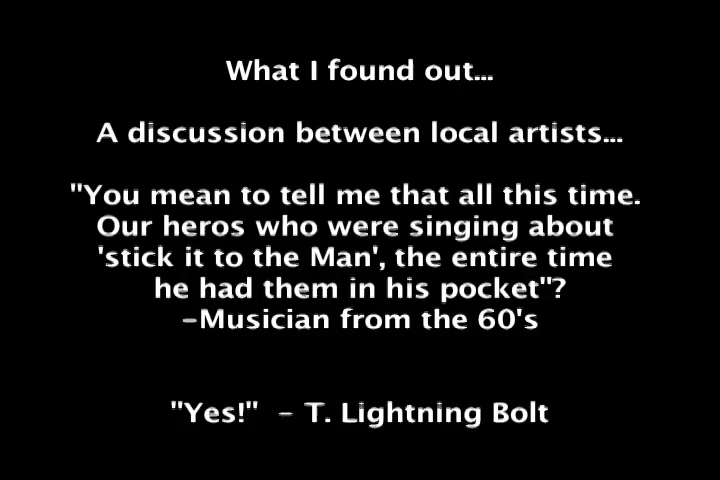 What I found out...
A discussion between local artists...
"You mean to tell me that all this time.
Our heros who were singing about
'stick it to the Man', the entire time
he had them in his pocket"?
-Musician from the 60's
"Yes!"  - T. Lightning Bolt